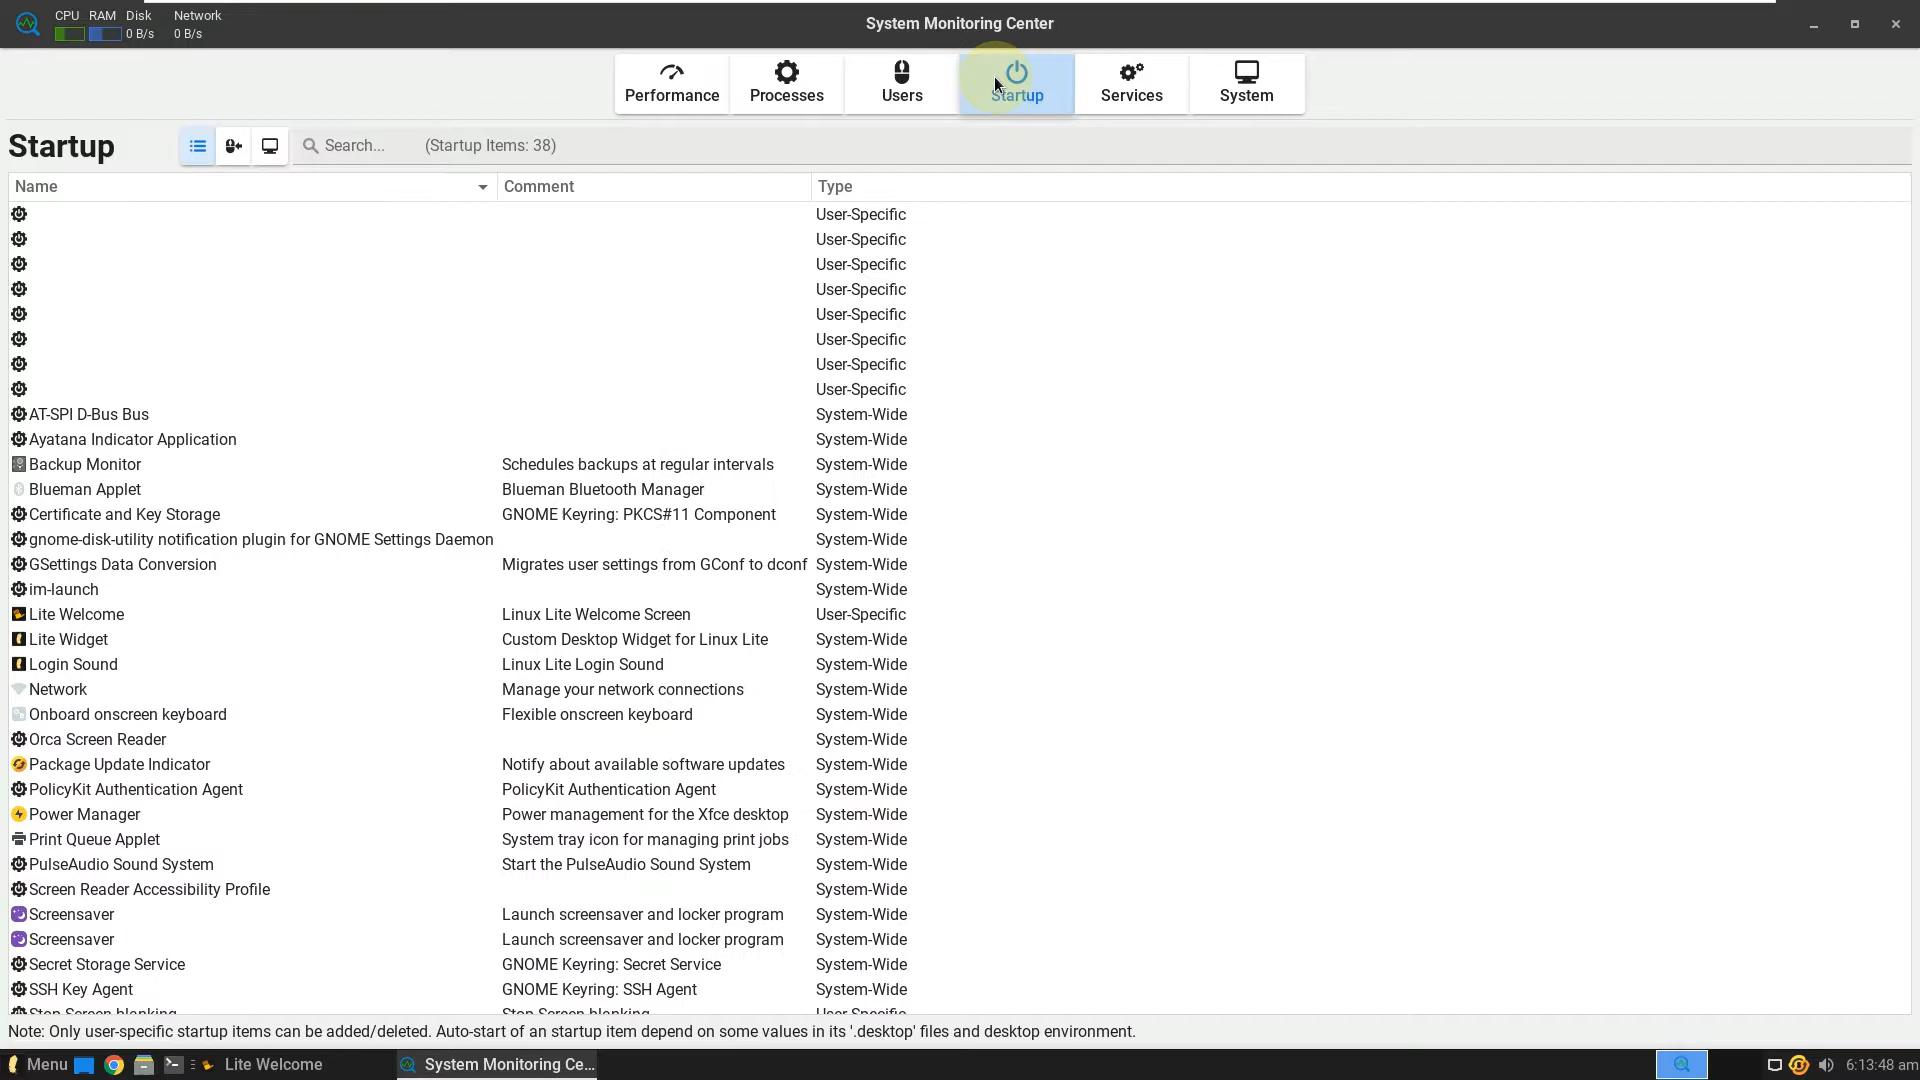 CPU RAM Disk Network
0 B/s 0 B/s
System Monitoring Center
Performance Processes Users Startup Services System
Startup Search... (Startup Items: 38)
Name Comment Type
User-Specific
User-Specific
User-Specific
User-Specific
User-Specific
User-Specific
User-Specific
User-Specific
AT-SPI D-Bus Bus System-Wide
Ayatana Indicator Application System-Wide
Backup Monitor Schedules backups at regular intervals System-Wide
Blueman Applet Blueman Bluetooth Manager System-Wide
Certificate and Key Storage GNOME Keyring: PKCS#11 Component System-Wide
gnome-disk-utility notification plugin for GNOME Settings Daemon System-Wide
GSettings Data Conversion Migrates user settings from GConf to dconf System-Wide
im-launch System-Wide
Lite Welcome Linux Lite Welcome Screen User-Specific
Lite Widget Custom Desktop Widget for Linux Lite System-Wide
Login Sound Linux Lite Login Sound System-Wide
Network Manage your network connections System-Wide
Onboard onscreen keyboard Flexible onscreen keyboard System-Wide
Orca Screen Reader System-Wide
Package Update Indicator Notify about available software updates System-Wide
PolicyKit Authentication Agent PolicyKit Authentication Agent System-Wide
Power Manager Power management for the Xfce desktop System-Wide
Print Queue Applet System tray icon for managing print jobs System-Wide
PulseAudio Sound System Start the PulseAudio Sound System System-Wide
Screen Reader Accessibility Profile System-Wide
Screensaver Launch screensaver and locker program System-Wide
Screensaver Launch screensaver and locker program System-Wide
Secret Storage Service GNOME Keyring: Secret Service System-Wide
SSH Key Agent GNOME Keyring: SSH Agent System-Wide
Stop Screen blanking Stop Screen blanking User-Specific
Note: Only user-specific startup items can be added/deleted. Auto-start of an startup item depend on some values in its '.desktop' files and desktop environment.
Menu Lite Welcome System Monitoring Ce... 6:13:48 am